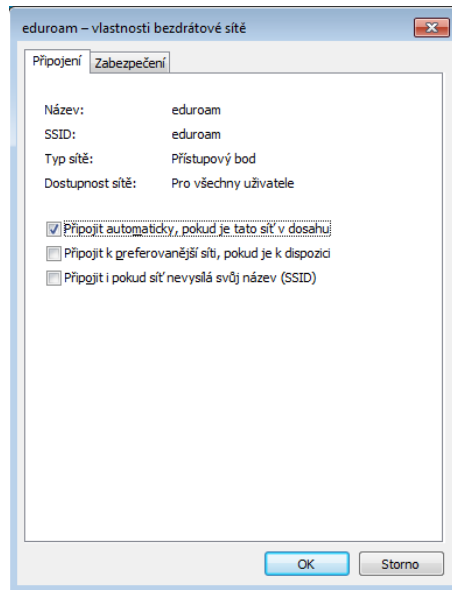 eduroam – vlastnosti bezdrátové sítě
Připojení Zabezpečení
Název: eduroam
SSID: eduroam
Typ sítě: Přístupový bod
Dostupnost sítě: Pro všechny uživatele
Připojit automaticky, pokud je tato síť v dosahu
Připojit k preferovanější síti, pokud je k dispozici
Připojit i pokud síť nevysílá svůj název (SSID)
OK Storno